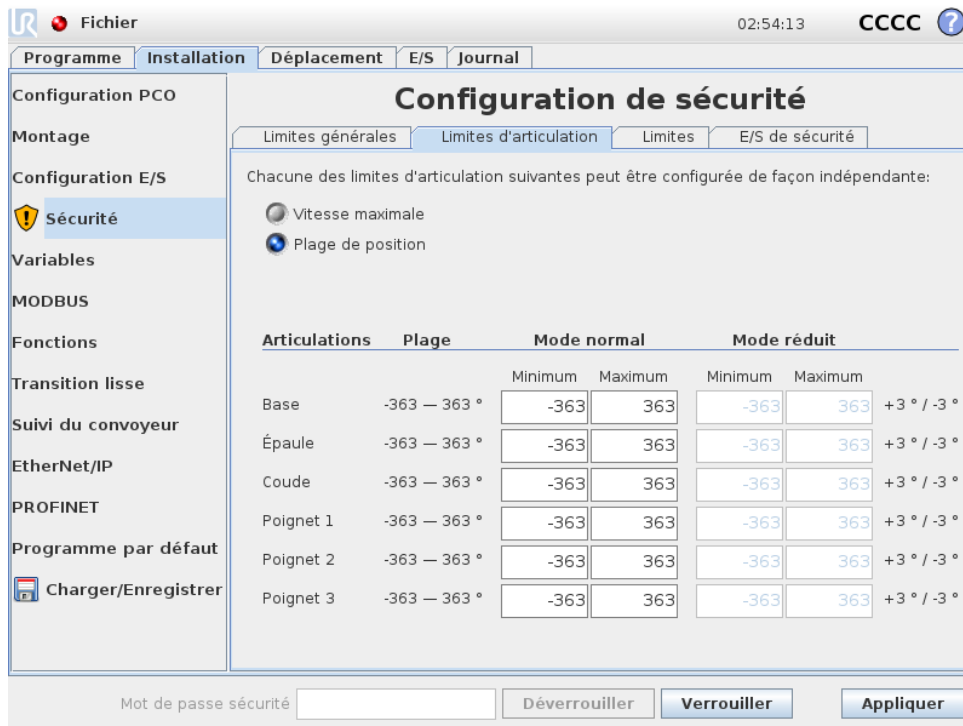 UR Fichier 02:54:13 CCCC ?
Programme Installation Déplacement E/S Journal
Configuration PCO
Montage
Configuration E/S
Sécurité
Variables
MODBUS
Fonctions
Transition lisse
Suivi du convoyeur
EtherNet/IP
PROFINET
Programme par défaut
Charger/Enregistrer
Configuration de sécurité
Limites générales Limites d'articulation Limites E/S de sécurité
Chacune des limites d'articulation suivantes peut être configurée de façon indépendante:
Vitesse maximale
Plage de position
Articulations Plage Mode normal Mode réduit
Minimum Maximum Minimum Maximum
Base -363 — 363 ° -363 363 -363 363 +3 ° / -3 °
Épaule -363 — 363 ° -363 363 -363 363 +3 ° / -3 °
Coude -363 — 363 ° -363 363 -363 363 +3 ° / -3 °
Poignet 1 -363 — 363 ° -363 363 -363 363 +3 ° / -3 °
Poignet 2 -363 — 363 ° -363 363 -363 363 +3 ° / -3 °
Poignet 3 -363 — 363 ° -363 363 -363 363 +3 ° / -3 °
Mot de passe sécurité Déverrouiller Verrouiller Appliquer